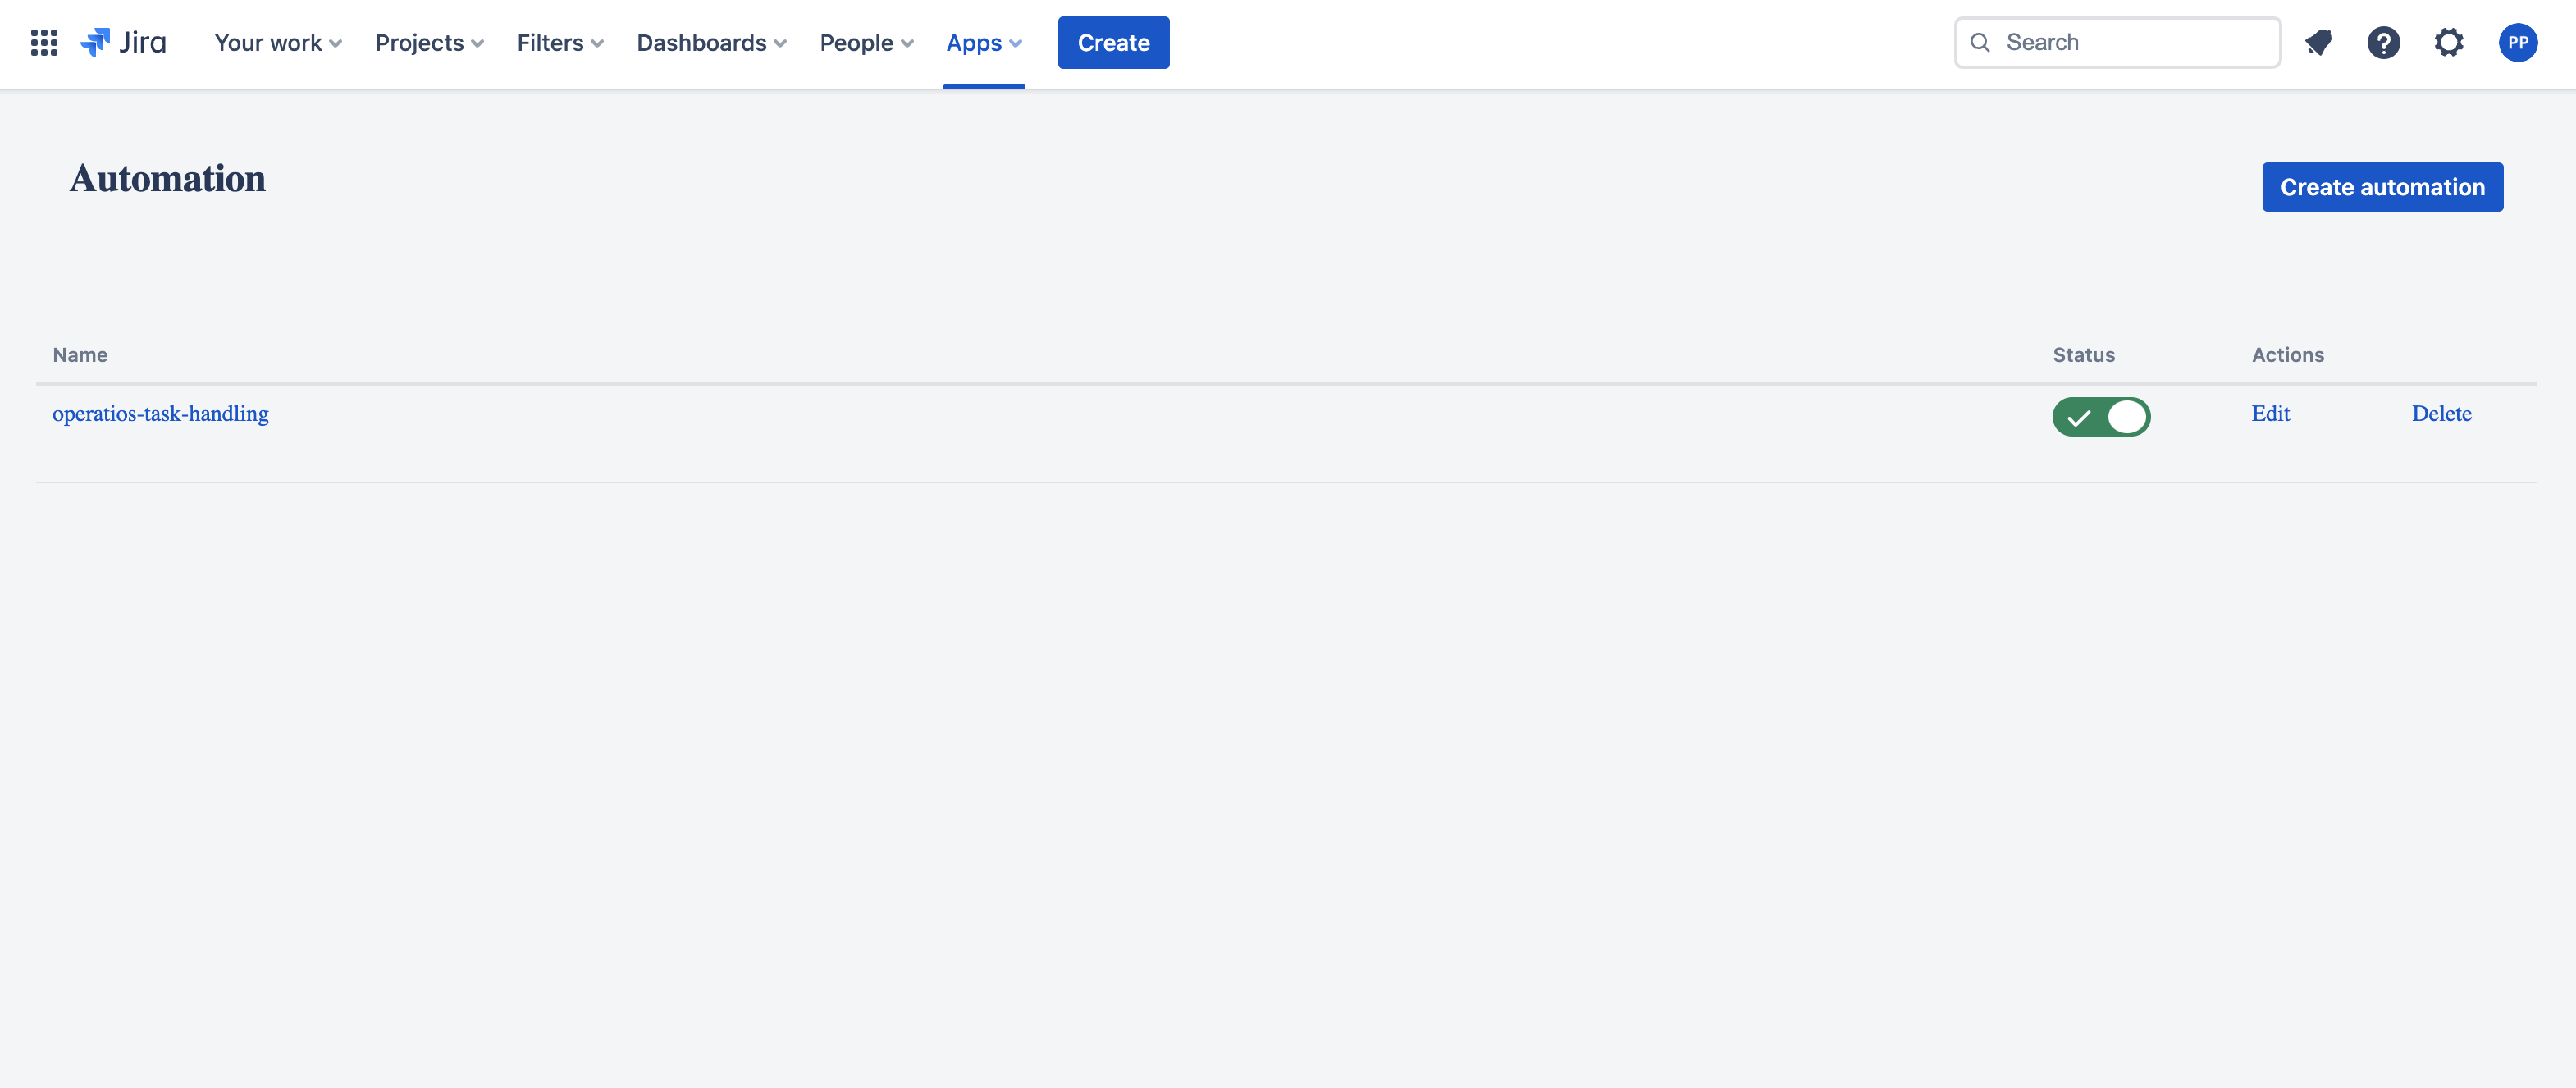 Jira Your work Projects Filters Dashboards People Apps Create Search PP
Automation
Create automation
Name Status Actions
operatios-task-handling Edit Delete